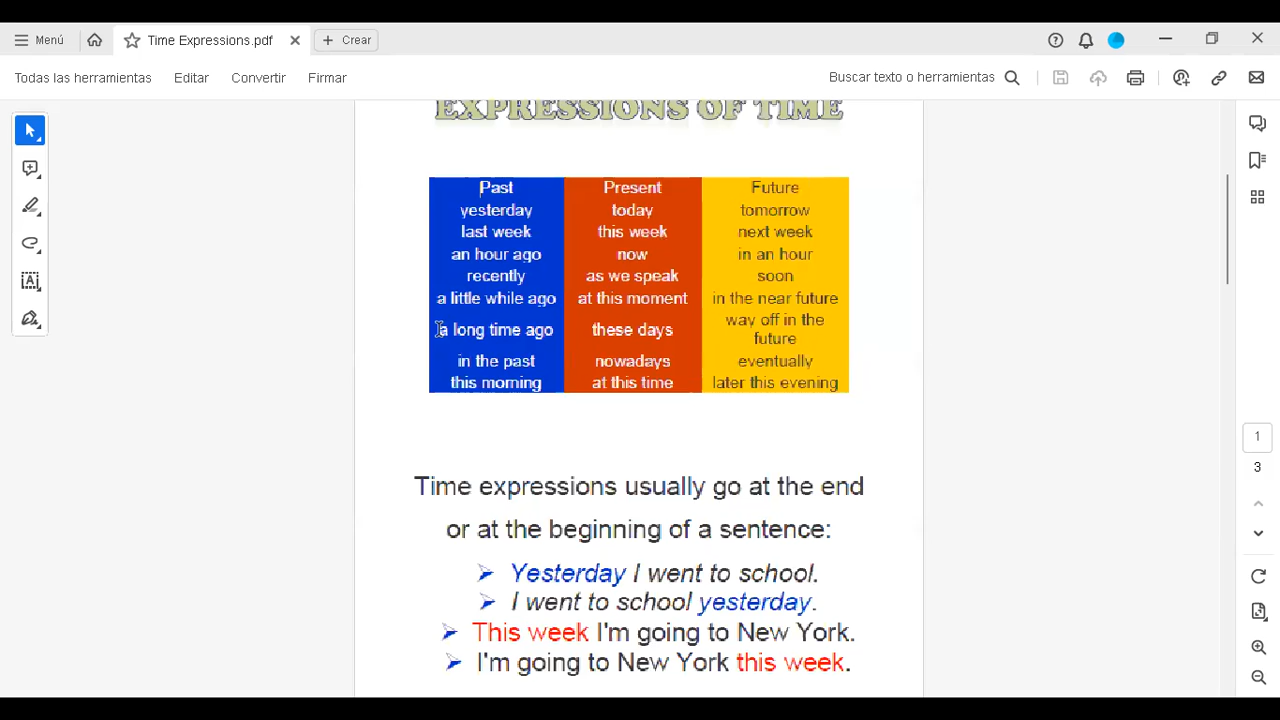 Menú
Time Expressions.pdf
Crear
Todas las herramientas
Editar
Convertir
Firmar
Buscar texto o herramientas
EXPRESSIONS OF TIME
Past Present Future
yesterday today tomorrow
last week this week next week
an hour ago now in an hour
recently as we speak soon
a little while ago at this moment in the near future
a long time ago these days way off in the future
in the past nowadays eventually
this morning at this time later this evening
Time expressions usually go at the end
or at the beginning of a sentence:
Yesterday I went to school.
I went to school yesterday.
This week I'm going to New York.
I'm going to New York this week.
1
3